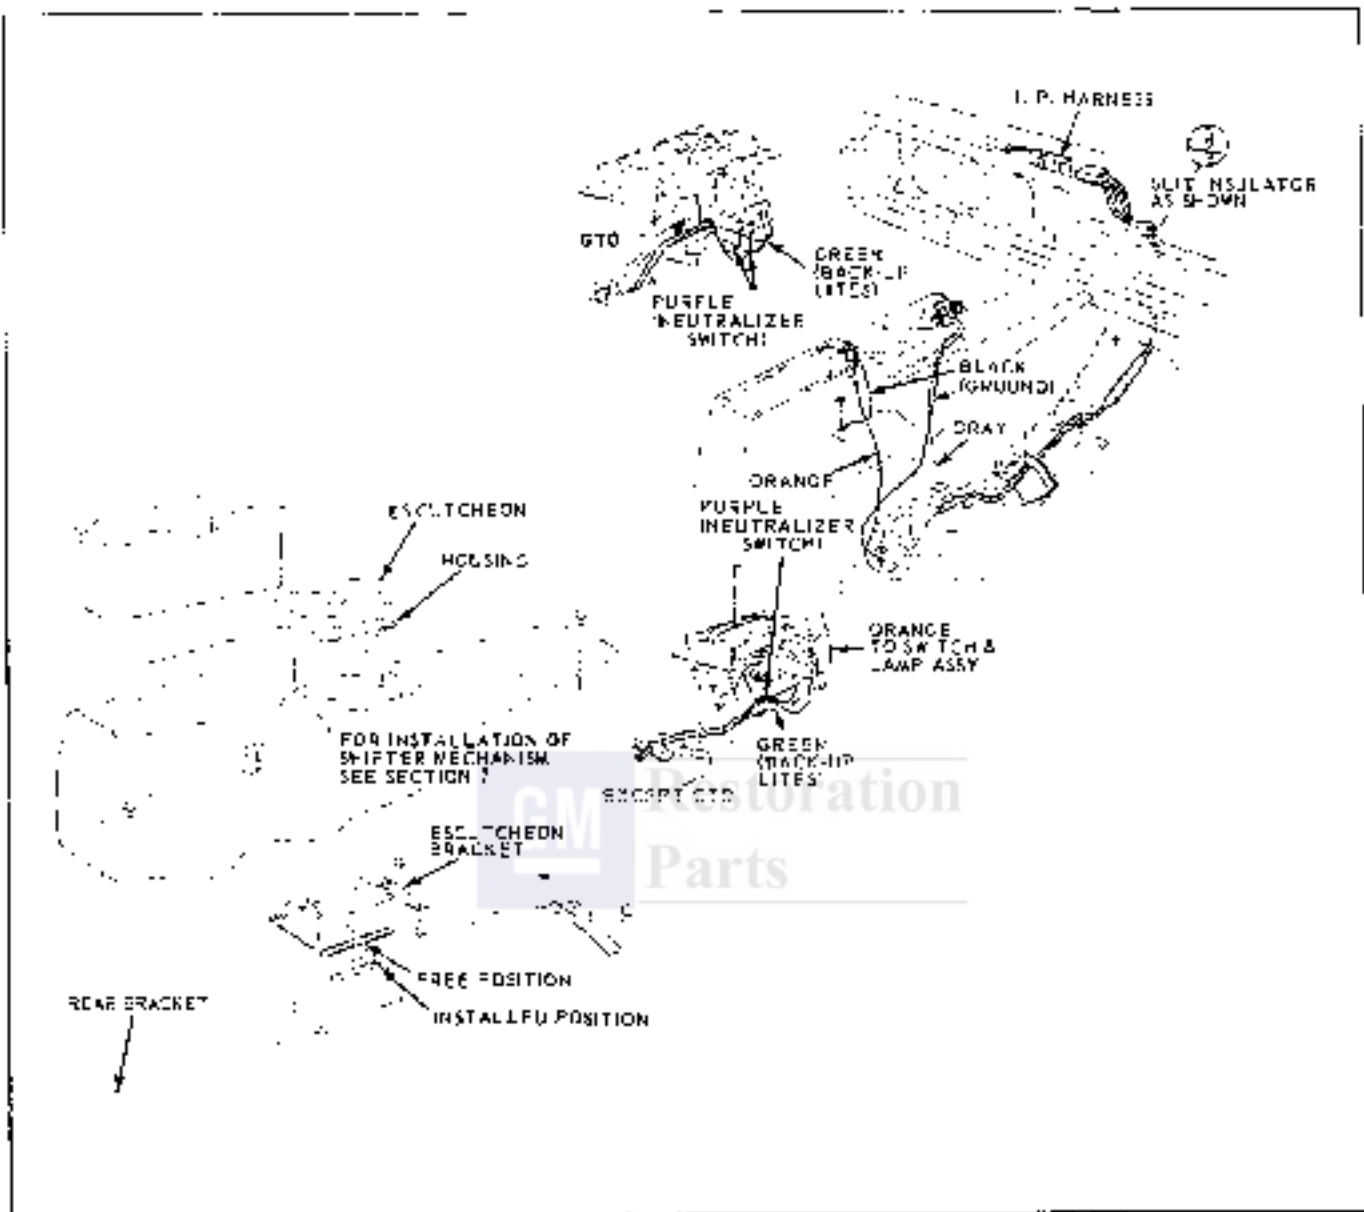 I. P. HARNESS
SLIT INSULATOR
AS SHOWN
GTO
GREEN
(BACK-UP
LITES)
PURPLE
(NEUTRALIZER
SWITCH)
BLACK
(GROUND)
GRAY
ORANGE
PURPLE
(NEUTRALIZER
SWITCH)
ESCUTCHEON
HOUSING
ORANGE
TO SWITCH &
LAMP ASSY
FOR INSTALLATION OF
SHIFTER MECHANISM
SEE SECTION 7
GREEN
(BACK-UP
LITES)
EXCEPT GTO
GM Restoration
Parts
ESCUTCHEON
BRACKET
FREE POSITION
INSTALLED POSITION
REAR BRACKET